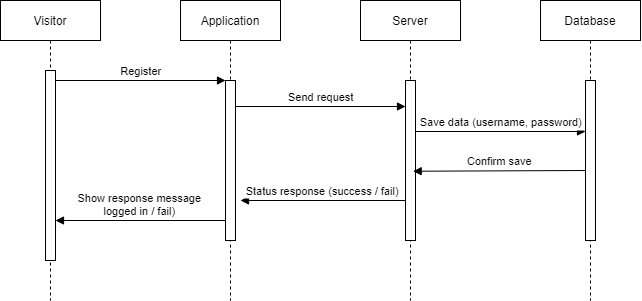 Visitor
Application
Server
Database
Register
Send request
Save data (username, password)
Confirm save
Status response (success / fail)
Show response message
logged in / fail)